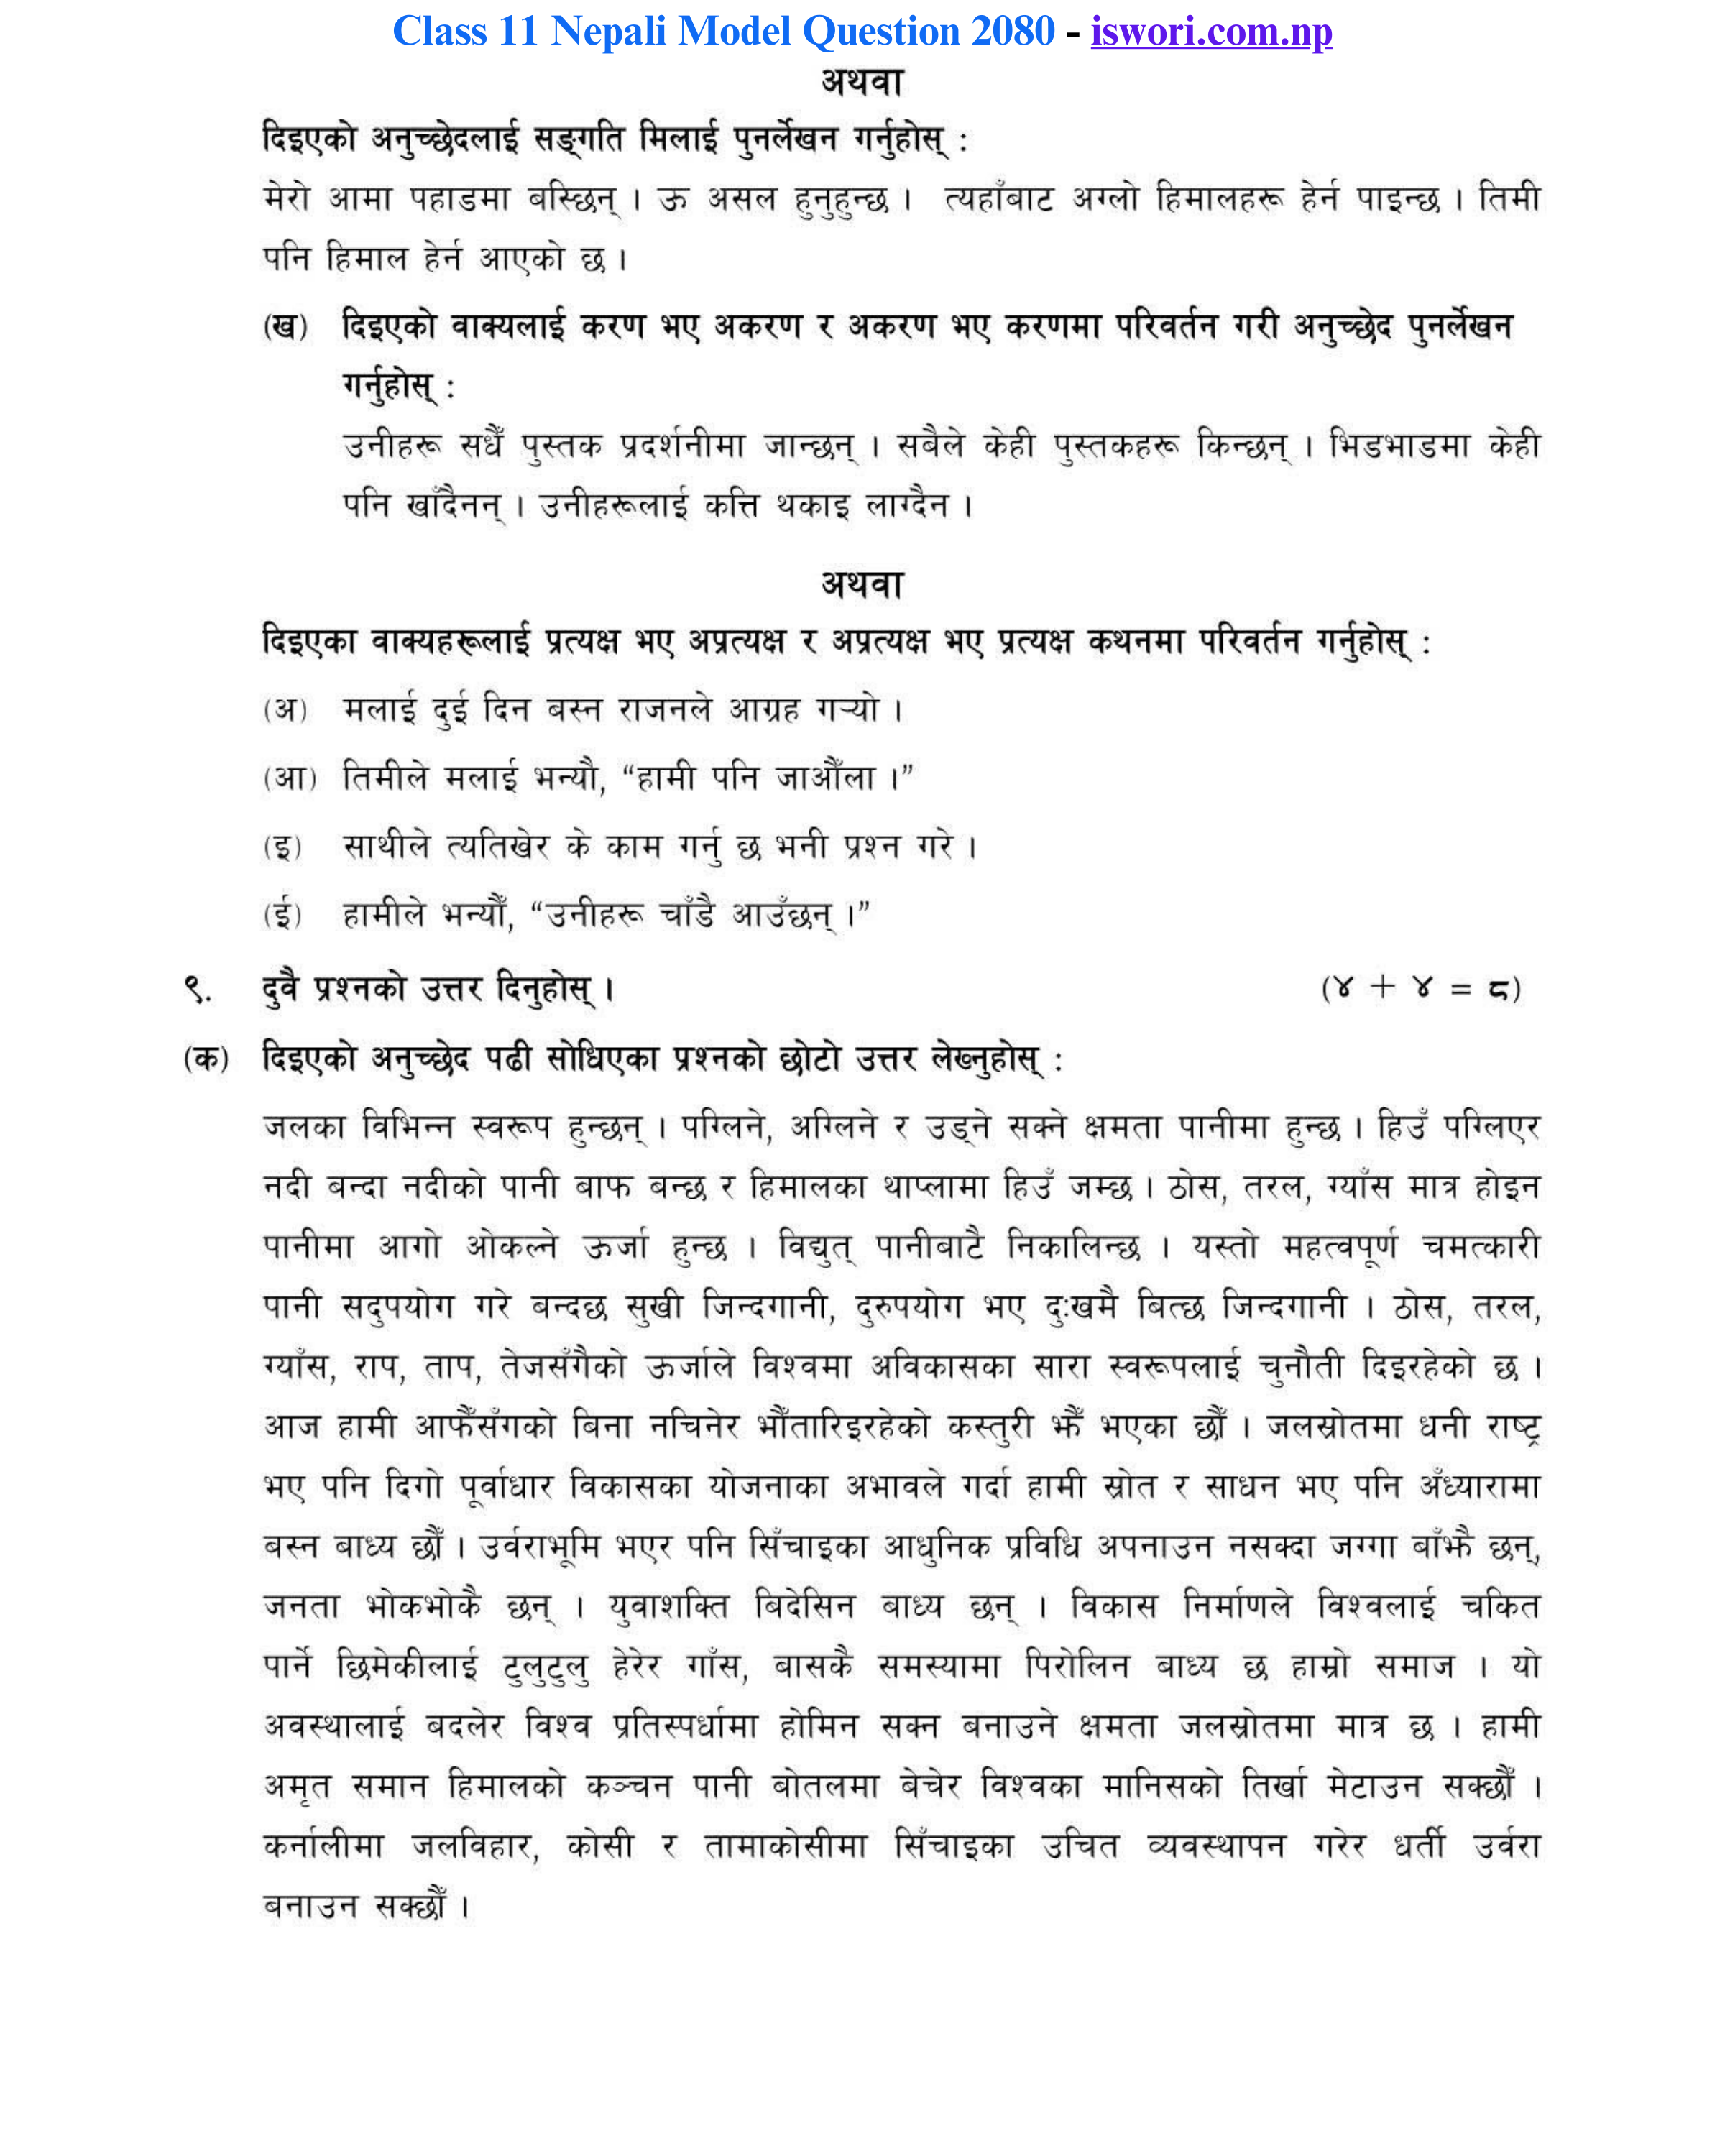 Class 11 Nepali Model Question 2080 - iswori.com.np
अथवा
दिइएको अनुच्छेदलाई सङ्गति मिलाई पुनर्लेखन गर्नुहोस् :
मेरो आमा पहाडमा बस्छिन् । ऊ असल हुनुहुन्छ । त्यहाँबाट अग्लो हिमालहरू हेर्न पाइन्छ । तिमी
पनि हिमाल हेर्न आएको छ ।
(ख) दिइएको वाक्यलाई करण भए अकरण र अकरण भए करणमा परिवर्तन गरी अनुच्छेद पुनर्लेखन
गर्नुहोस् :
उनीहरू सधैँ पुस्तक प्रदर्शनीमा जान्छन् । सबैले केही पुस्तकहरू किन्छन् । भिडभाडमा केही
पनि खाँदैनन् । उनीहरूलाई कत्ति थकाइ लाग्दैन ।
अथवा
दिइएका वाक्यहरूलाई प्रत्यक्ष भए अप्रत्यक्ष र अप्रत्यक्ष भए प्रत्यक्ष कथनमा परिवर्तन गर्नुहोस् :
(अ) मलाई दुई दिन बस्न राजनले आग्रह गऱ्यो ।
(आ) तिमीले मलाई भन्यौ, “हामी पनि जाऔँला ।”
(इ) साथीले त्यतिखेर के काम गर्नु छ भनी प्रश्न गरे ।
(ई) हामीले भन्यौँ, “उनीहरू चाँडै आउँछन् ।”
९. दुवै प्रश्नको उत्तर दिनुहोस् । (४ + ४ = ८)
(क) दिइएको अनुच्छेद पढी सोधिएका प्रश्नको छोटो उत्तर लेख्नुहोस् :
जलका विभिन्न स्वरूप हुन्छन् । पग्लिने, अग्लिने र उड्ने सक्ने क्षमता पानीमा हुन्छ । हिउँ पग्लिएर
नदी बन्दा नदीको पानी बाफ बन्छ र हिमालका थाप्लामा हिउँ जम्छ । ठोस, तरल, ग्याँस मात्र होइन
पानीमा आगो ओकल्ने ऊर्जा हुन्छ । विद्युत् पानीबाटै निकालिन्छ । यस्तो महत्वपूर्ण चमत्कारी
पानी सदुपयोग गरे बन्दछ सुखी जिन्दगानी, दुरुपयोग भए दुःखमै बित्छ जिन्दगानी । ठोस, तरल,
ग्याँस, राप, ताप, तेजसँगैको ऊर्जाले विश्वमा अविकासका सारा स्वरूपलाई चुनौती दिइरहेको छ ।
आज हामी आफैँसँगको बिना नचिनेर भौँतारिइरहेको कस्तुरी झैँ भएका छौँ । जलस्रोतमा धनी राष्ट्र
भए पनि दिगो पूर्वाधार विकासका योजनाका अभावले गर्दा हामी स्रोत र साधन भए पनि अँध्यारामा
बस्न बाध्य छौँ । उर्वराभूमि भएर पनि सिँचाइका आधुनिक प्रविधि अपनाउन नसक्दा जग्गा बाँझै छन्,
जनता भोकभोकै छन् । युवाशक्ति बिदेसिन बाध्य छन् । विकास निर्माणले विश्वलाई चकित
पार्ने छिमेकीलाई टुलुटुलु हेरेर गाँस, बासकै समस्यामा पिरोलिन बाध्य छ हाम्रो समाज । यो
अवस्थालाई बदलेर विश्व प्रतिस्पर्धामा होमिन सक्न बनाउने क्षमता जलस्रोतमा मात्र छ । हामी
अमृत समान हिमालको कञ्चन पानी बोतलमा बेचेर विश्वका मानिसको तिर्खा मेटाउन सक्छौँ ।
कर्नालीमा जलविहार, कोसी र तामाकोसीमा सिँचाइका उचित व्यवस्थापन गरेर धर्ती उर्वरा
बनाउन सक्छौँ ।